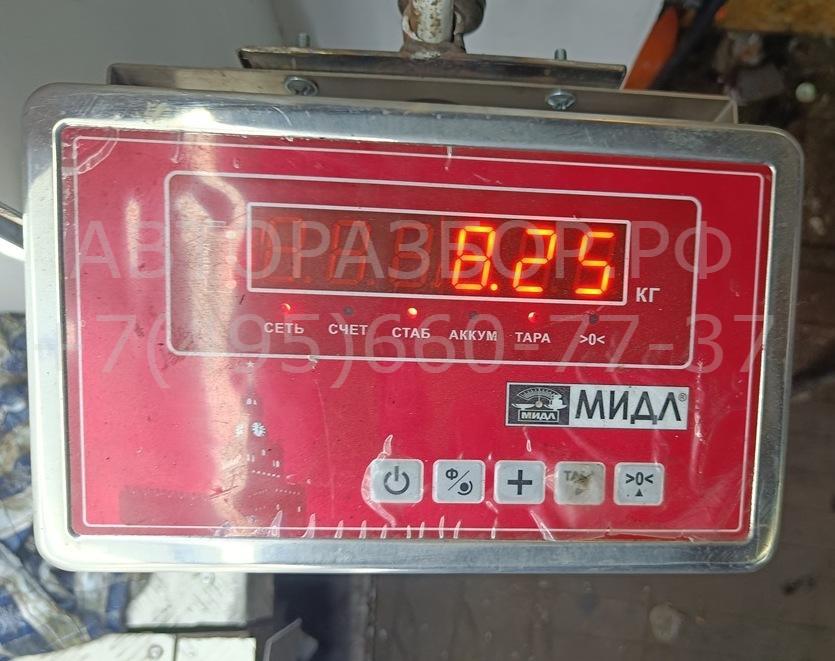 АВТОРАЗБОР.РФ
+7(495)660-77-37
8.25
КГ
СЕТЬ СЧЕТ СТАБ АККУМ ТАРА >0<
МИДЛ МИДЛ®
Ф % + ТАРА >0<